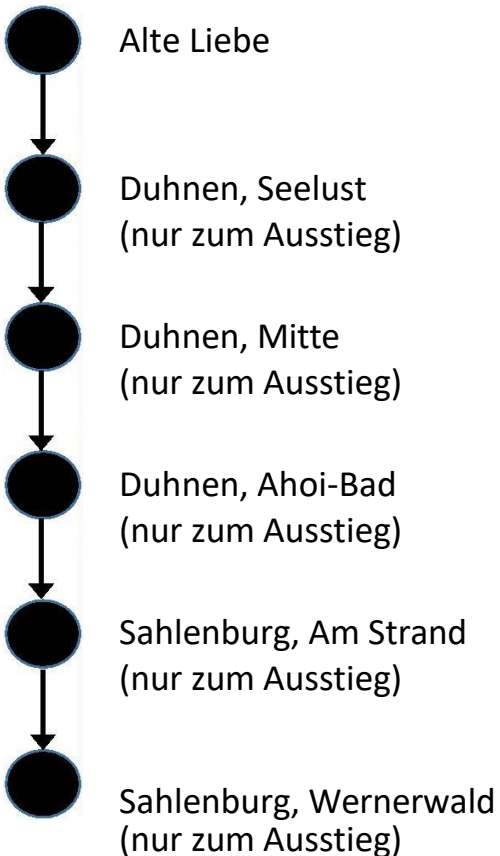 Alte Liebe
Duhnen, Seelust
(nur zum Ausstieg)
Duhnen, Mitte
(nur zum Ausstieg)
Duhnen, Ahoi-Bad
(nur zum Ausstieg)
Sahlenburg, Am Strand
(nur zum Ausstieg)
Sahlenburg, Wernerwald
(nur zum Ausstieg)